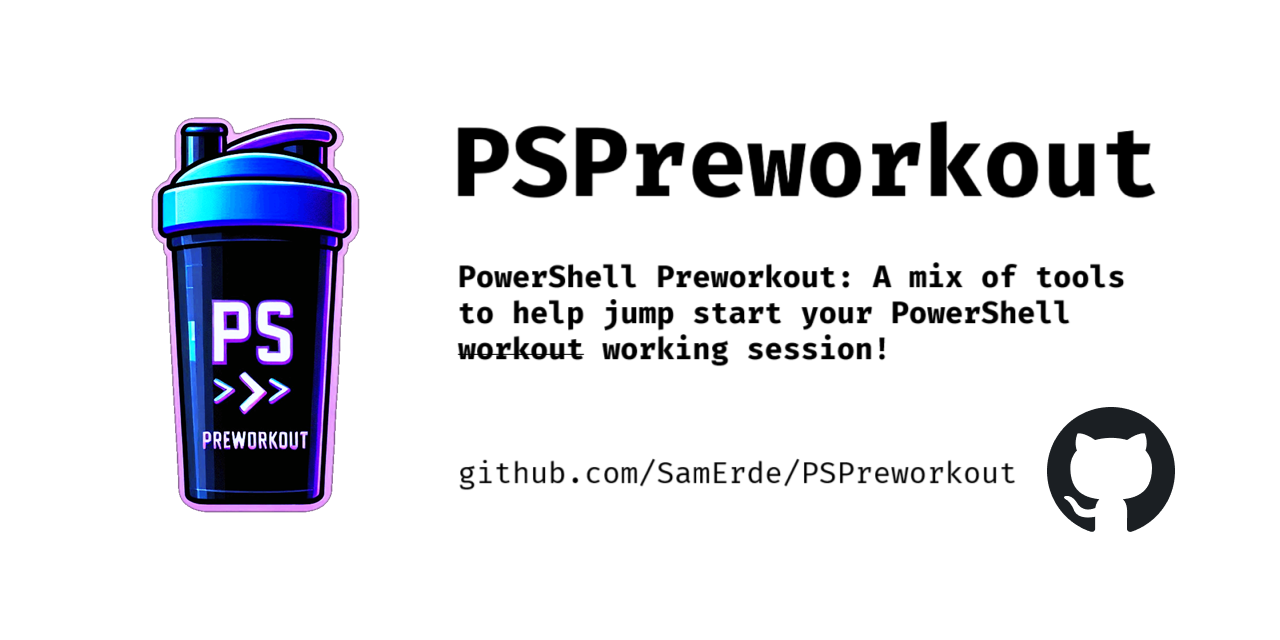 PS
>>>
PREWORKOUT
PSPreworkout
PowerShell Preworkout: A mix of tools
to help jump start your PowerShell
workout working session!
github.com/SamErde/PSPreworkout